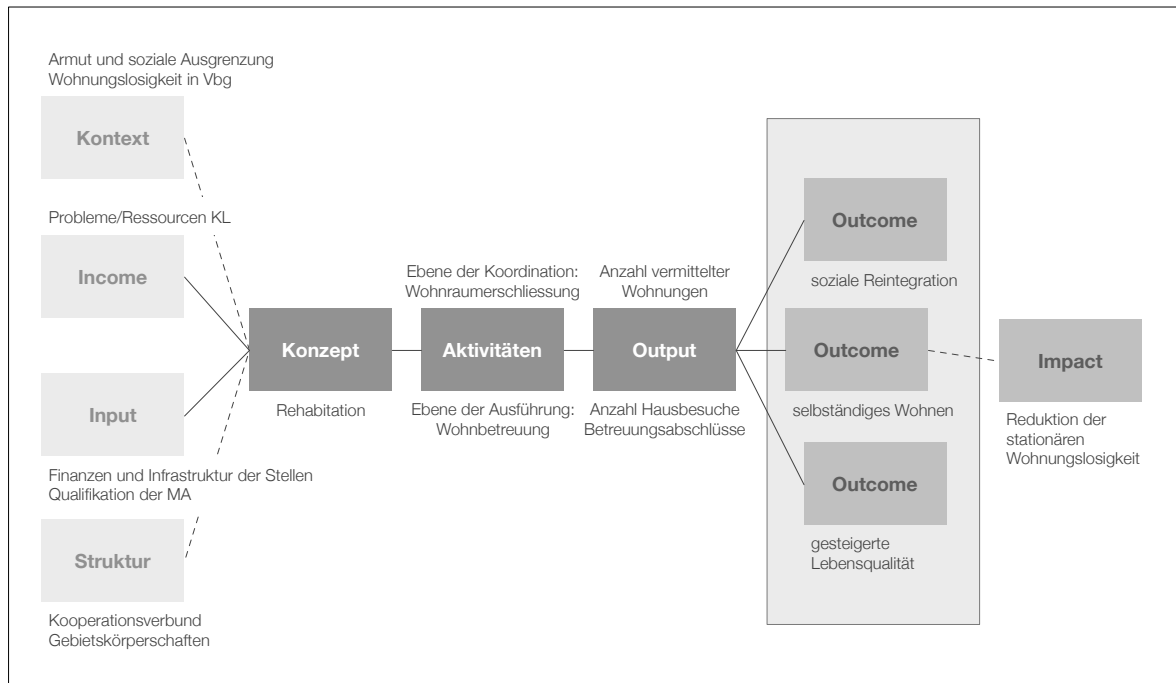 Armut und soziale Ausgrenzung
Wohnungslosigkeit in Vbg
Kontext
Probleme/Ressourcen KL
Income
Input
Finanzen und Infrastruktur der Stellen
Qualifikation der MA
Struktur
Kooperationsverbund
Gebietskörperschaften
Konzept
Rehabitation
Ebene der Koordination:
Wohnraumerschliessung
Aktivitäten
Ebene der Ausführung:
Wohnbetreuung
Anzahl vermittelter
Wohnungen
Output
Anzahl Hausbesuche
Betreuungsabschlüsse
Outcome
soziale Reintegration
Outcome
selbständiges Wohnen
Outcome
gesteigerte
Lebensqualität
Impact
Reduktion der
stationären
Wohnungslosigkeit